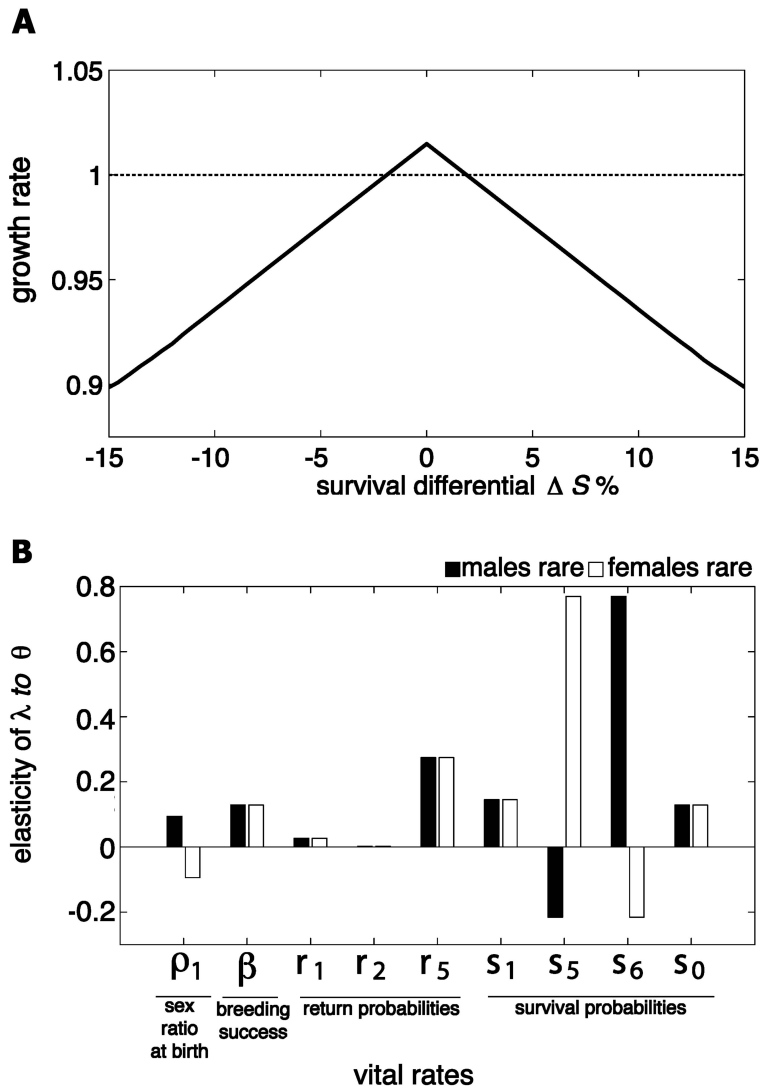 A
1.05
1
0.95
0.9
growth rate
-15 -10 -5 0 5 10 15
survival differential Δ S %
B
males rare females rare
0.8
0.6
0.4
0.2
0
-0.2
elasticity of λ to θ
ρ1 β r1 r2 r5 s1 s5 s6 s0
sex ratio at birth
breeding success
return probabilities
survival probabilities
vital rates